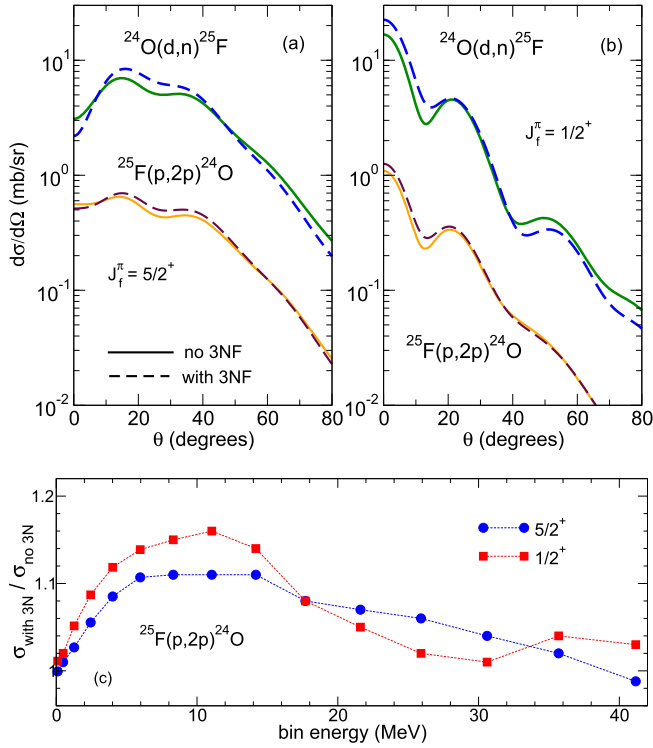 ²⁴O(d,n)²⁵F (a)
²⁵F(p,2p)²⁴O
J_f^π = 5/2⁺
no 3NF
with 3NF
dσ/dΩ (mb/sr)
10¹
10⁰
10⁻¹
10⁻²
0 20 40 60 80
θ (degrees)
²⁴O(d,n)²⁵F (b)
J_f^π = 1/2⁺
²⁵F(p,2p)²⁴O
0 20 40 60 80
θ (degrees)
σ_with 3N / σ_no 3N
1.2
1.1
1
5/2⁺
1/2⁺
²⁵F(p,2p)²⁴O
(c)
0 10 20 30 40
bin energy (MeV)